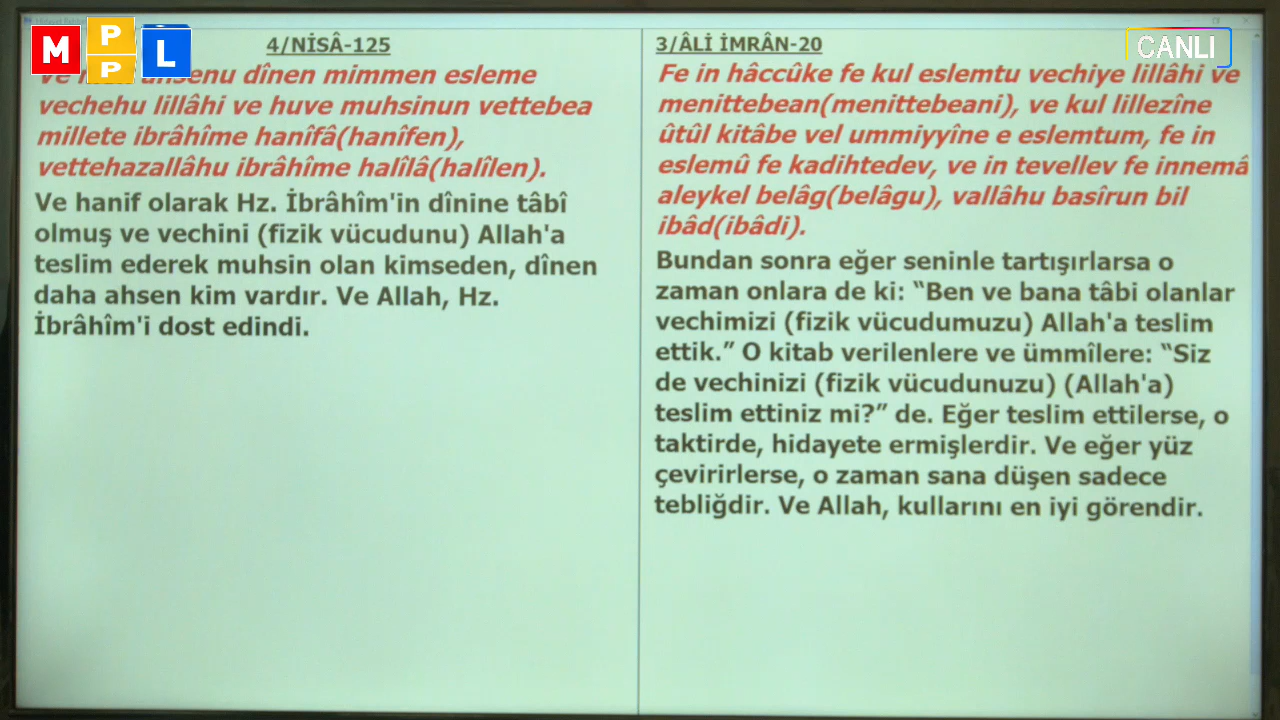 M
P
P
L
CANLI
4/NİSÂ-125
dînen mimmen esleme
vechehu lillâhi ve huve muhsinun vettebea
millete ibrâhîme hanîfâ(hanîfen),
vettehazallâhu ibrâhîme halîlâ(halîlen).
Ve hanif olarak Hz. İbrâhîm'in dînine tâbî
olmuş ve vechini (fizik vücudunu) Allah'a
teslim ederek muhsin olan kimseden, dînen
daha ahsen kim vardır. Ve Allah, Hz.
İbrâhîm'i dost edindi.
3/ÂLİ İMRÂN-20
Fe in hâccûke fe kul eslemtu vechiye lillâhi ve
menittebean(menittebeani), ve kul lillezîne
ûtûl kitâbe vel ummiyyîne e eslemtum, fe in
eslemû fe kadihtedev, ve in tevellev fe innemâ
aleykel belâg(belâgu), vallâhu basîrun bil
ibâd(ibâdi).
Bundan sonra eğer seninle tartışırlarsa o
zaman onlara de ki: “Ben ve bana tâbi olanlar
vechimizi (fizik vücudumuzu) Allah'a teslim
ettik.” O kitab verilenlere ve ümmîlere: “Siz
de vechinizi (fizik vücudunuzu) (Allah'a)
teslim ettiniz mi?” de. Eğer teslim ettilerse, o
taktirde, hidayete ermişlerdir. Ve eğer yüz
çevirirlerse, o zaman sana düşen sadece
tebliğdir. Ve Allah, kullarını en iyi görendir.